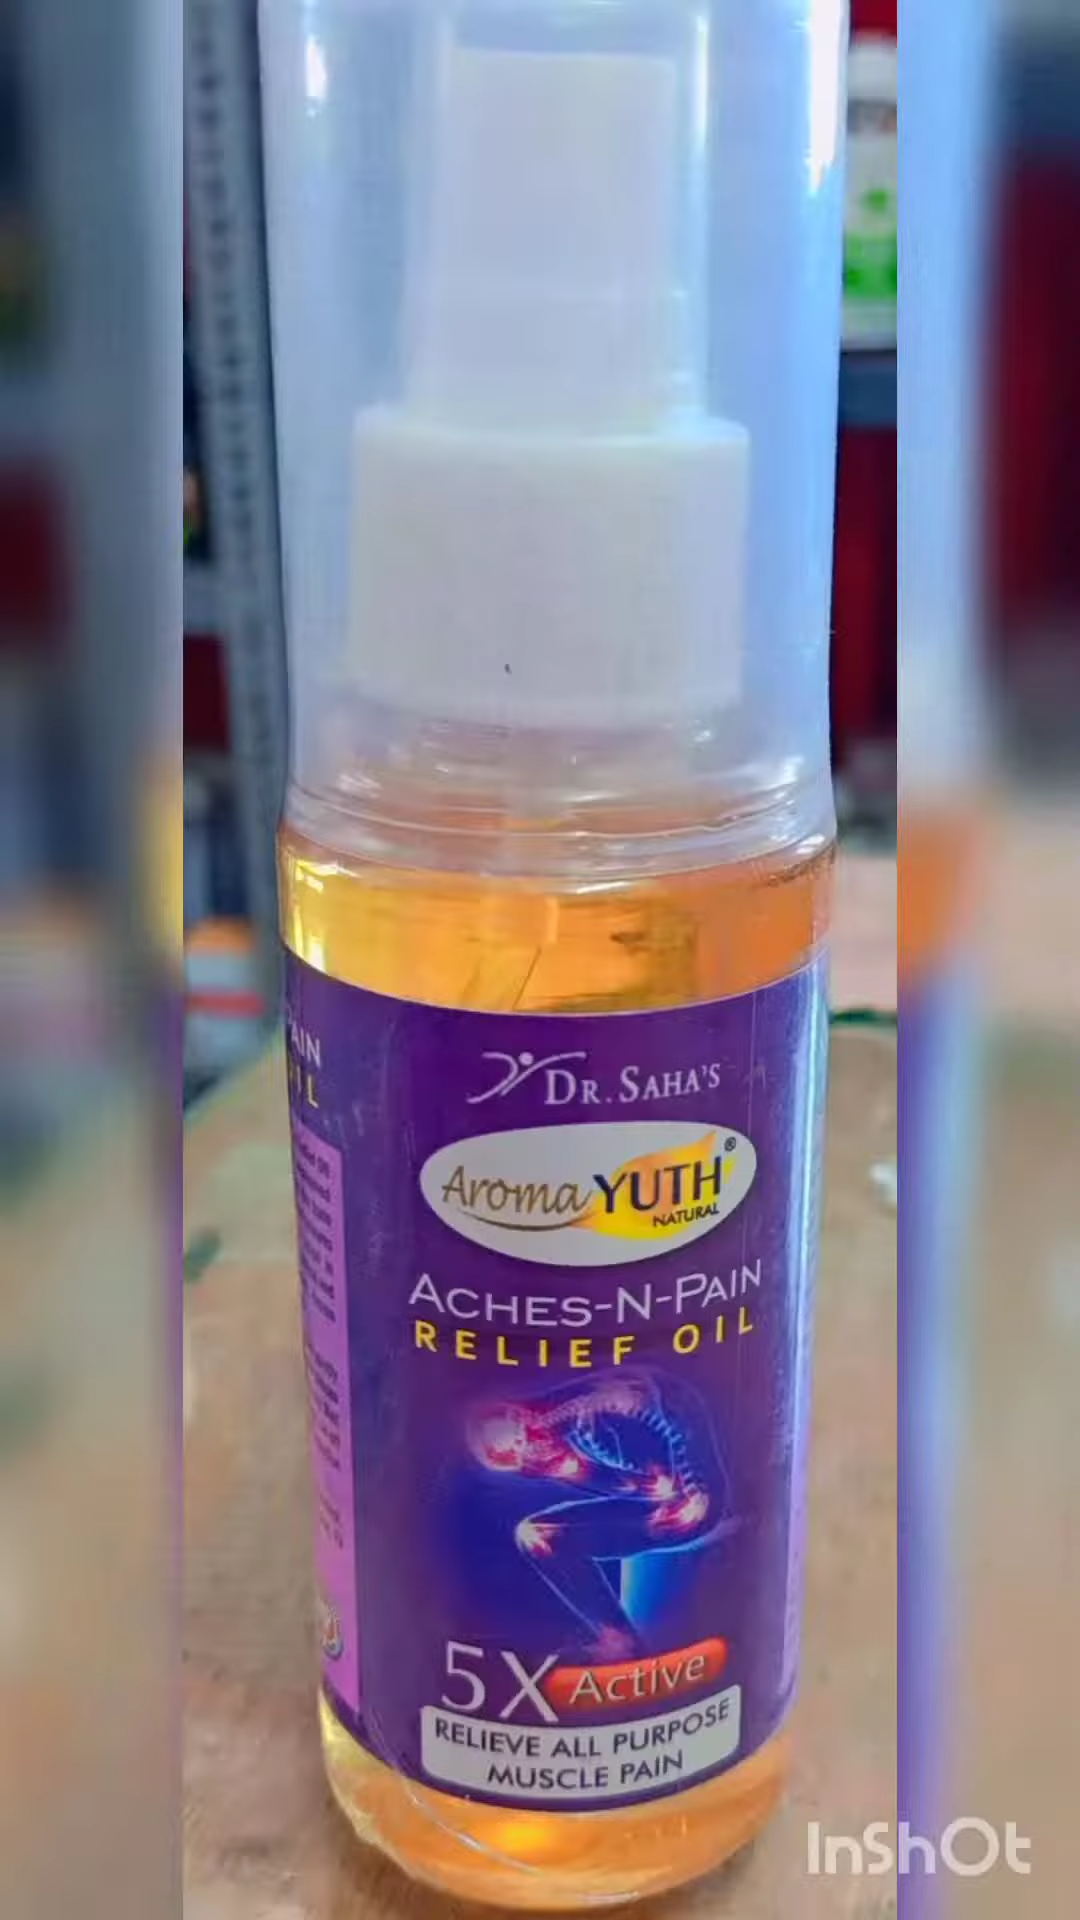 DR. SAHA'S
Aroma YUTH®
NATURAL
ACHES-N-PAIN
RELIEF OIL
5X Active
RELIEVE ALL PURPOSE
MUSCLE PAIN
InShOt